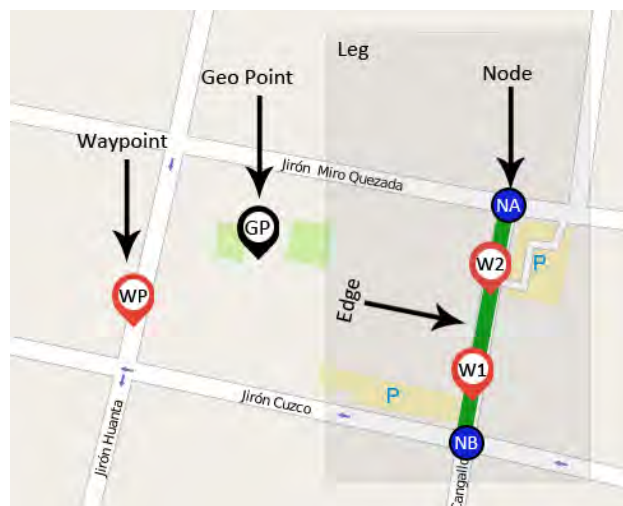 Leg
Geo Point
Node
Waypoint
Jirón Miro Quezada
NA
GP
W2
P
WP
Edge
W1
P
Jirón Cuzco
NB
Jirón Huanta
Cangallo